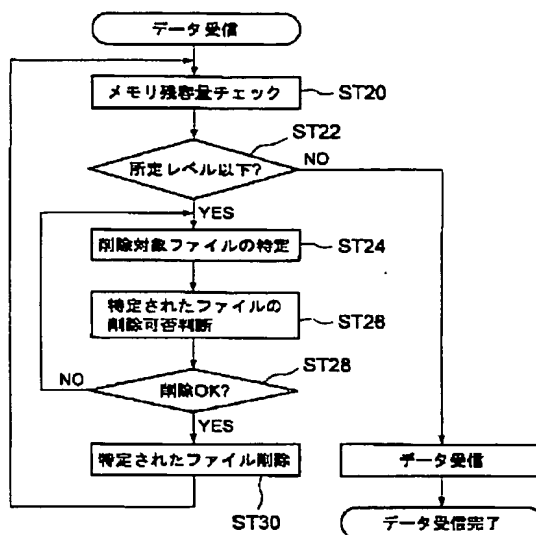 データ受信
メモリ残容量チェック
ST20
ST22
所定レベル以下?
NO
YES
削除対象ファイルの特定
ST24
特定されたファイルの
削除可否判断
ST26
ST28
NO
削除OK?
YES
特定されたファイル削除
データ受信
ST30
データ受信完了